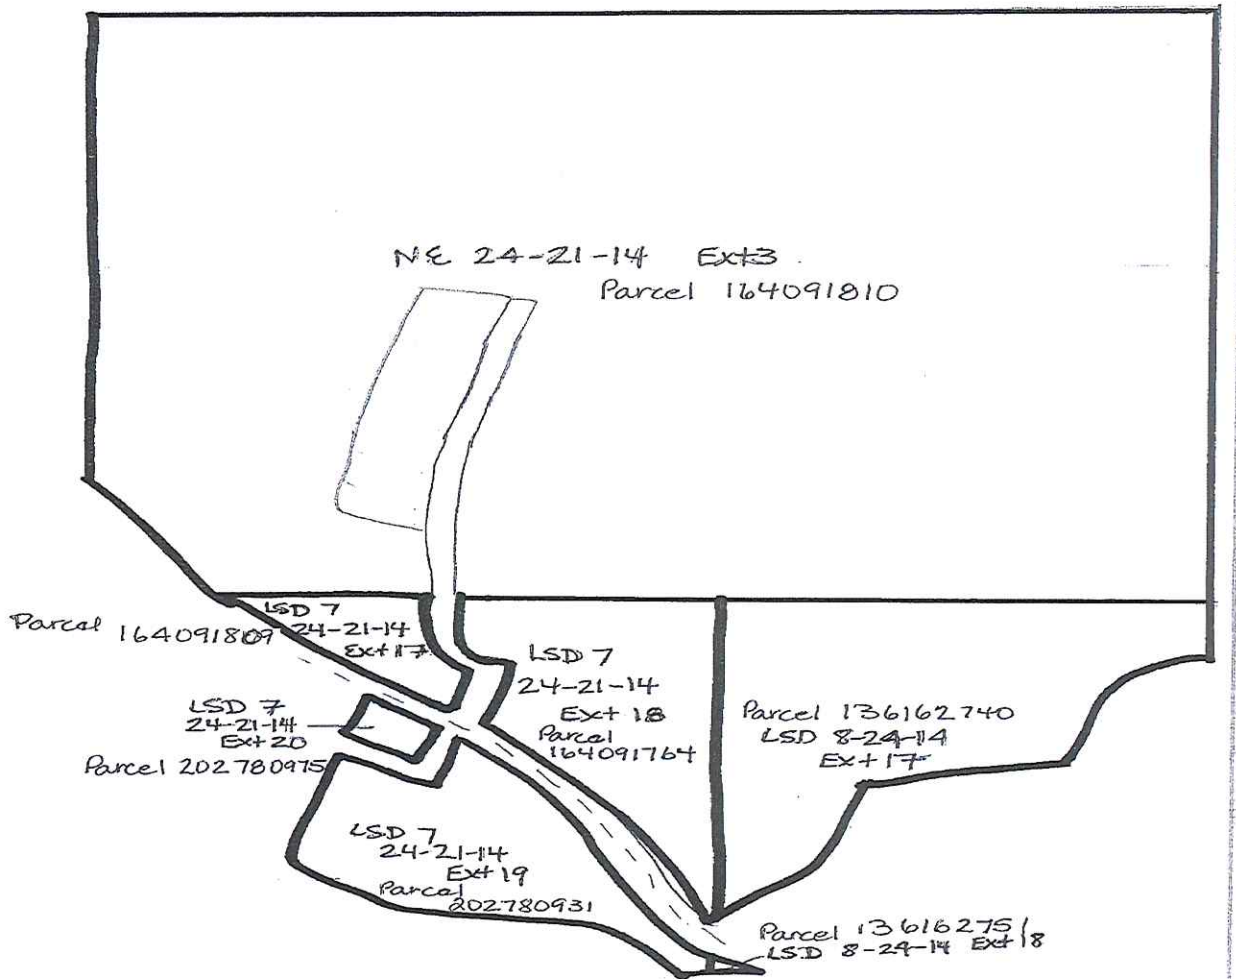 NE 24-21-14 Ext 3
Parcel 164091810
LSD 7
24-21-14
Ext 17
Parcel 164091809
LSD 7
24-21-14
Ext 18
Parcel
164091764
LSD 7
24-21-14
Ext 20
Parcel 202780975
Parcel 136162740
LSD 8-24-14
Ext 17
LSD 7
24-21-14
Ext 19
Parcel
202780931
Parcel 136162751
LSD 8-24-14 Ext 18